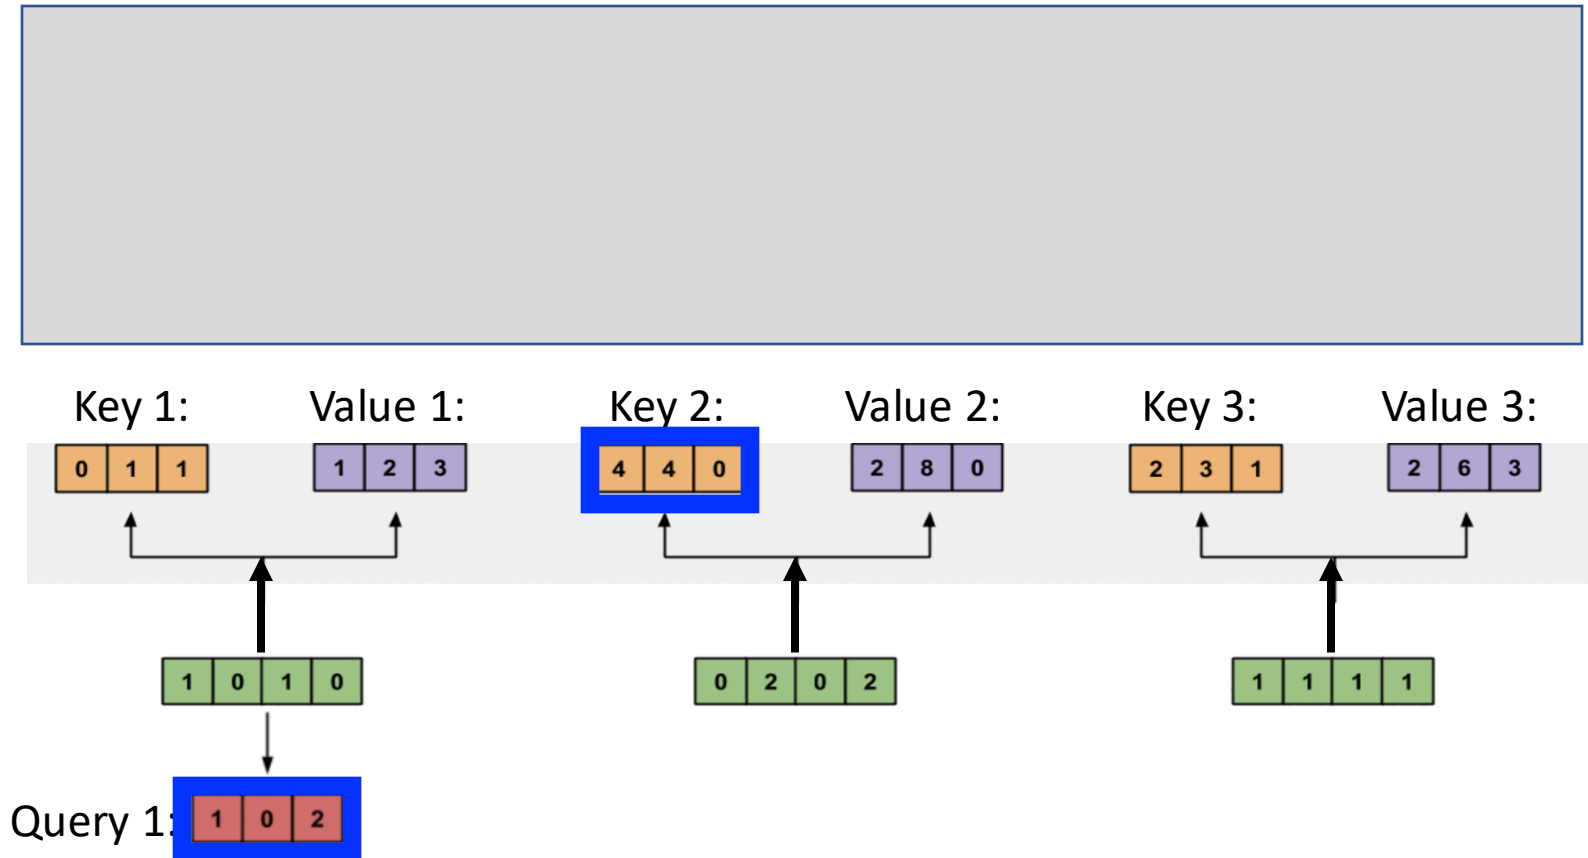 Key 1: Value 1: Key 2: Value 2: Key 3: Value 3:
0 1 1 1 2 3 4 4 0 2 8 0 2 3 1 2 6 3
1 0 1 0 0 2 0 2 1 1 1 1
Query 1: 1 0 2